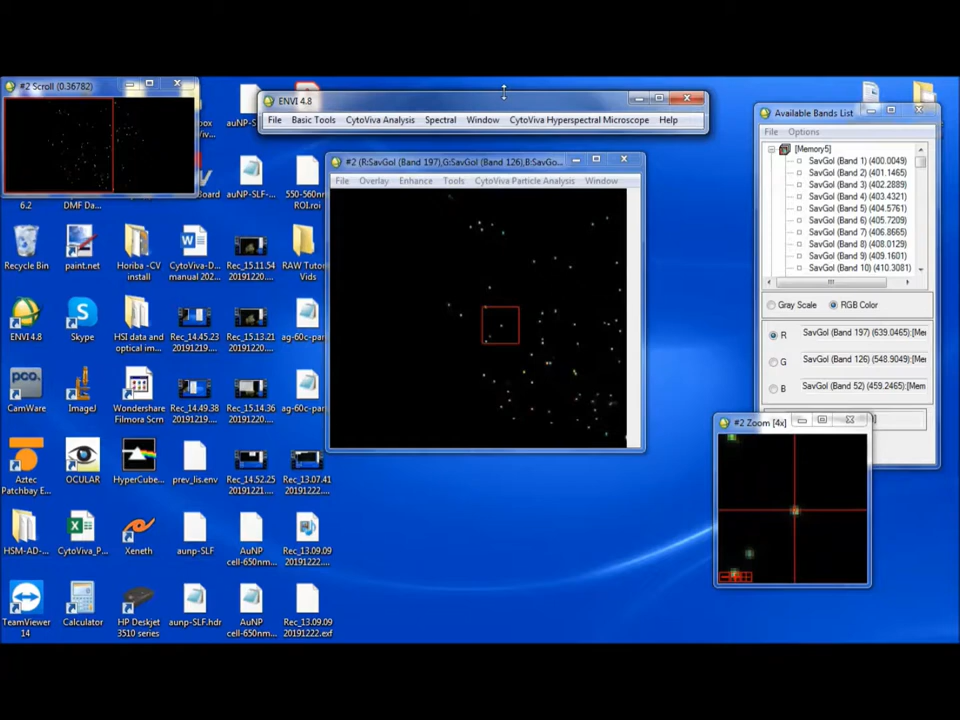 #2 Scroll (0.36782)
ENVI 4.8
File Basic Tools CytoViva Analysis Spectral Window CytoViva Hyperspectral Microscope Help
#2 (R:SavGol (Band 197),G:SavGol (Band 126),B:SavGo...
File Overlay Enhance Tools CytoViva Particle Analysis Window
Available Bands List
File Options
[Memory5]
SavGol (Band 1) (400.0049)
SavGol (Band 2) (401.1465)
SavGol (Band 3) (402.2889)
SavGol (Band 4) (403.4321)
SavGol (Band 5) (404.5761)
SavGol (Band 6) (405.7209)
SavGol (Band 7) (406.8665)
SavGol (Band 8) (408.0129)
SavGol (Band 9) (409.1601)
SavGol (Band 10) (410.3081)
Gray Scale RGB Color
R SavGol (Band 197) (639.0465):[Me
G SavGol (Band 126) (548.9049):[Me
B SavGol (Band 52) (459.2465):[Mem
#2 Zoom [4x]
6.2
DMF Da...
auNP-SLF-...
550-560nm
ROI.roi
Recycle Bin
paint.net
Horiba -CV
install
CytoViva-D...
manual 202...
Rec_15.11.54
20191220....
RAW Tutor
Vids
ENVI 4.8
Skype
HSI data and
optical im...
Rec_14.45.23
20191219....
Rec_15.13.21
20191220....
ag-60c-par
CamWare
ImageJ
Wondershare
Filmora Scrn
Rec_14.49.38
20191219....
Rec_15.14.36
20191220....
ag-60c-par
Aztec
Patchbay E...
OCULAR
HyperCube...
prev_lis.env
Rec_14.52.25
20191221....
Rec_13.07.41
20191222....
HSM-AD-...
CytoViva_P...
Xeneth
aunp-SLF
AuNP
cell-650nm...
Rec_13.09.09
20191222....
TeamViewer
14
Calculator
HP Deskjet
3510 series
aunp-SLF.hdr
AuNP
cell-650nm...
Rec_13.09.09
20191222.exf